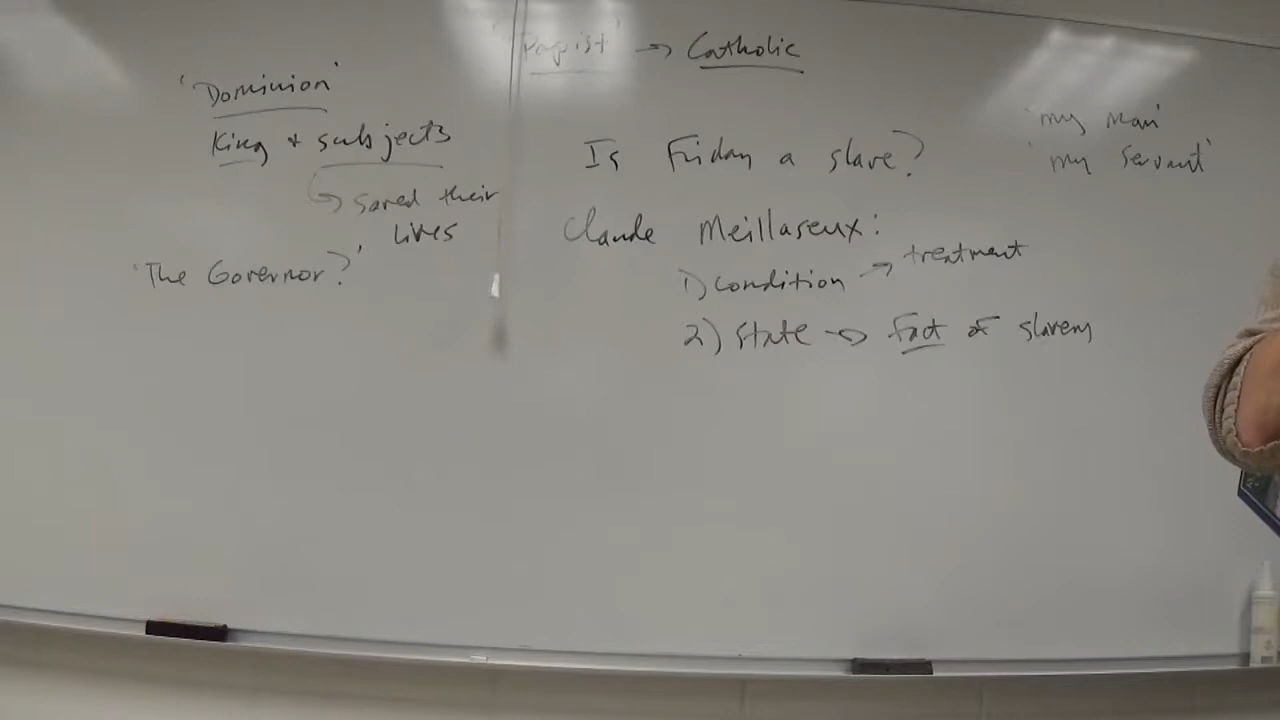 'Papist' → Catholic
'Dominion'
King + subjects
↳ saved their
lives
'The Governor?'
Is Friday a slave?
Claude Meillaseux:
1) condition → treatment
2) State → Fact of slavery
'my man'
'my servant'